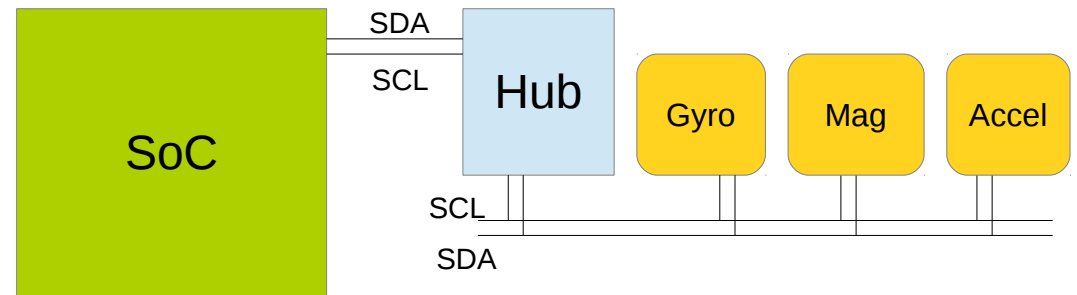 SDA
SCL
SoC
Hub
Gyro
Mag
Accel
SCL
SDA